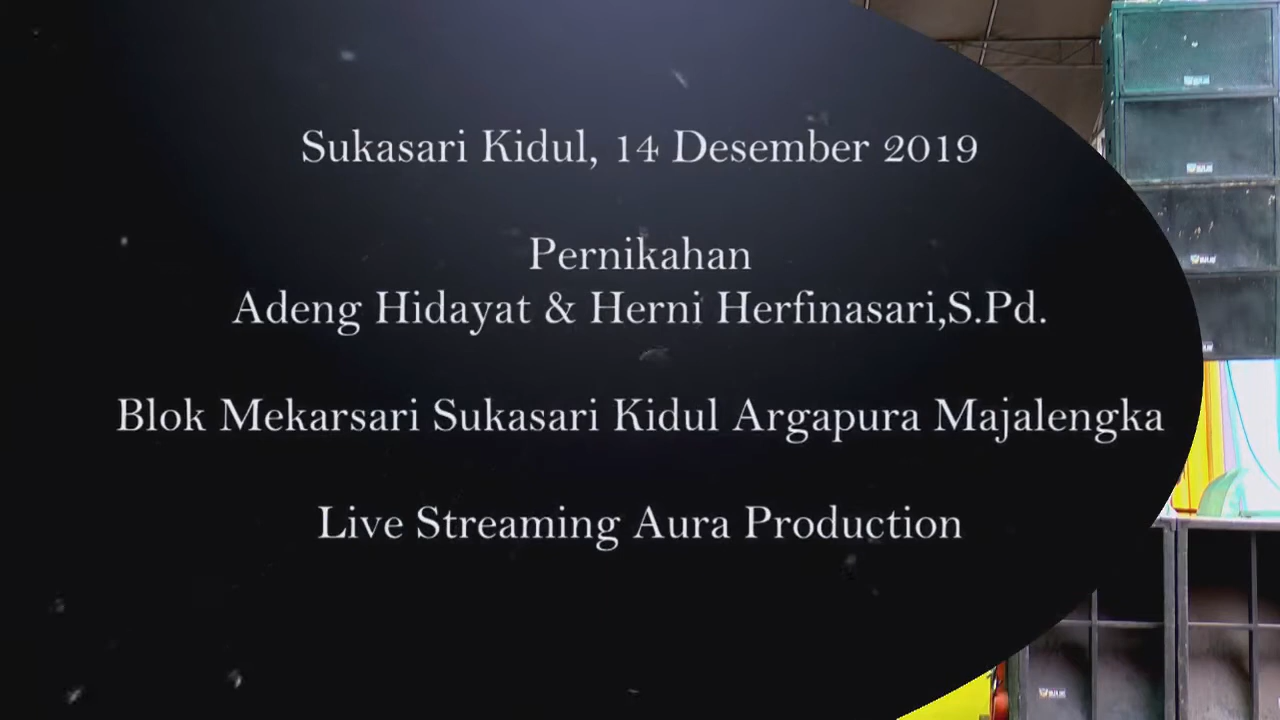 Sukasari Kidul, 14 Desember 2019
Pernikahan
Adeng Hidayat & Herni Herfinasari,S.Pd.
Blok Mekarsari Sukasari Kidul Argapura Majalengka
Live Streaming Aura Production